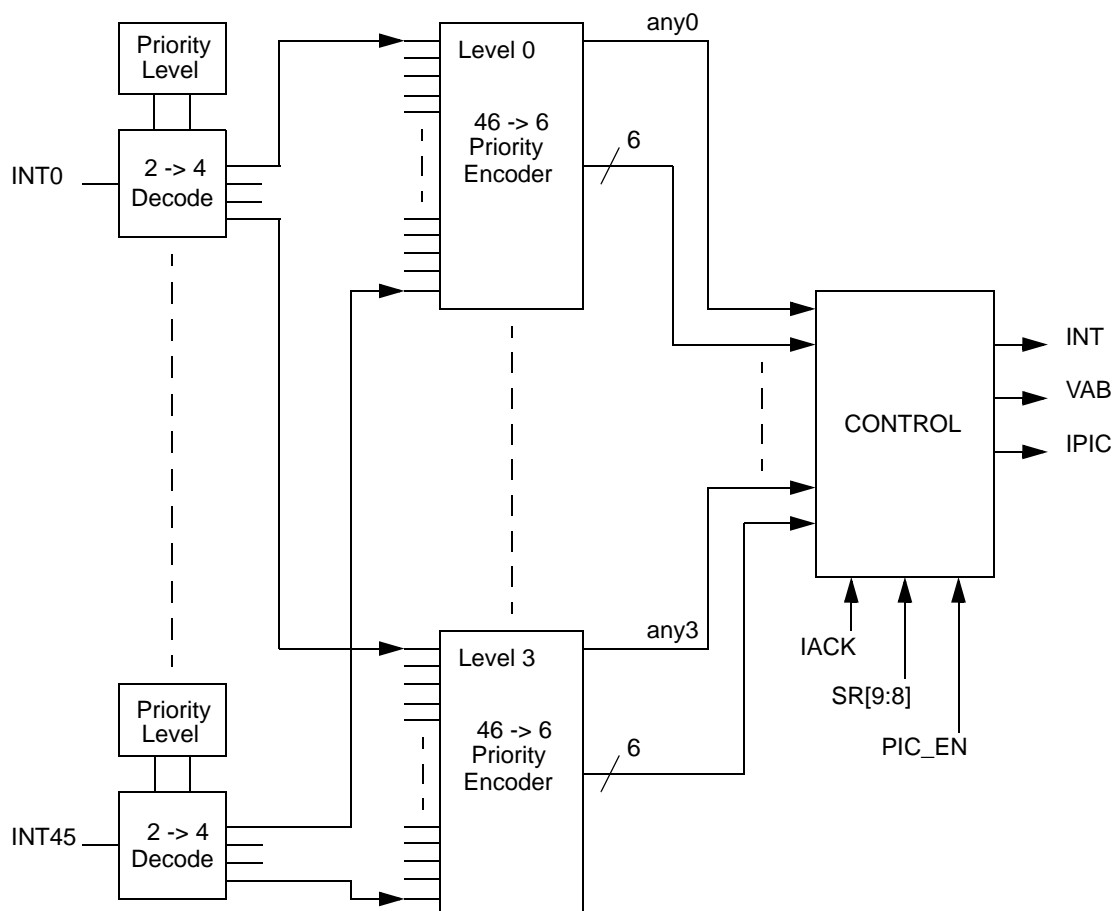 Priority
Level
INT0
2 -> 4
Decode
Level 0
46 -> 6
Priority
Encoder
any0
6
CONTROL
INT
VAB
IPIC
IACK
SR[9:8]
PIC_EN
Priority
Level
INT45
2 -> 4
Decode
Level 3
46 -> 6
Priority
Encoder
any3
6